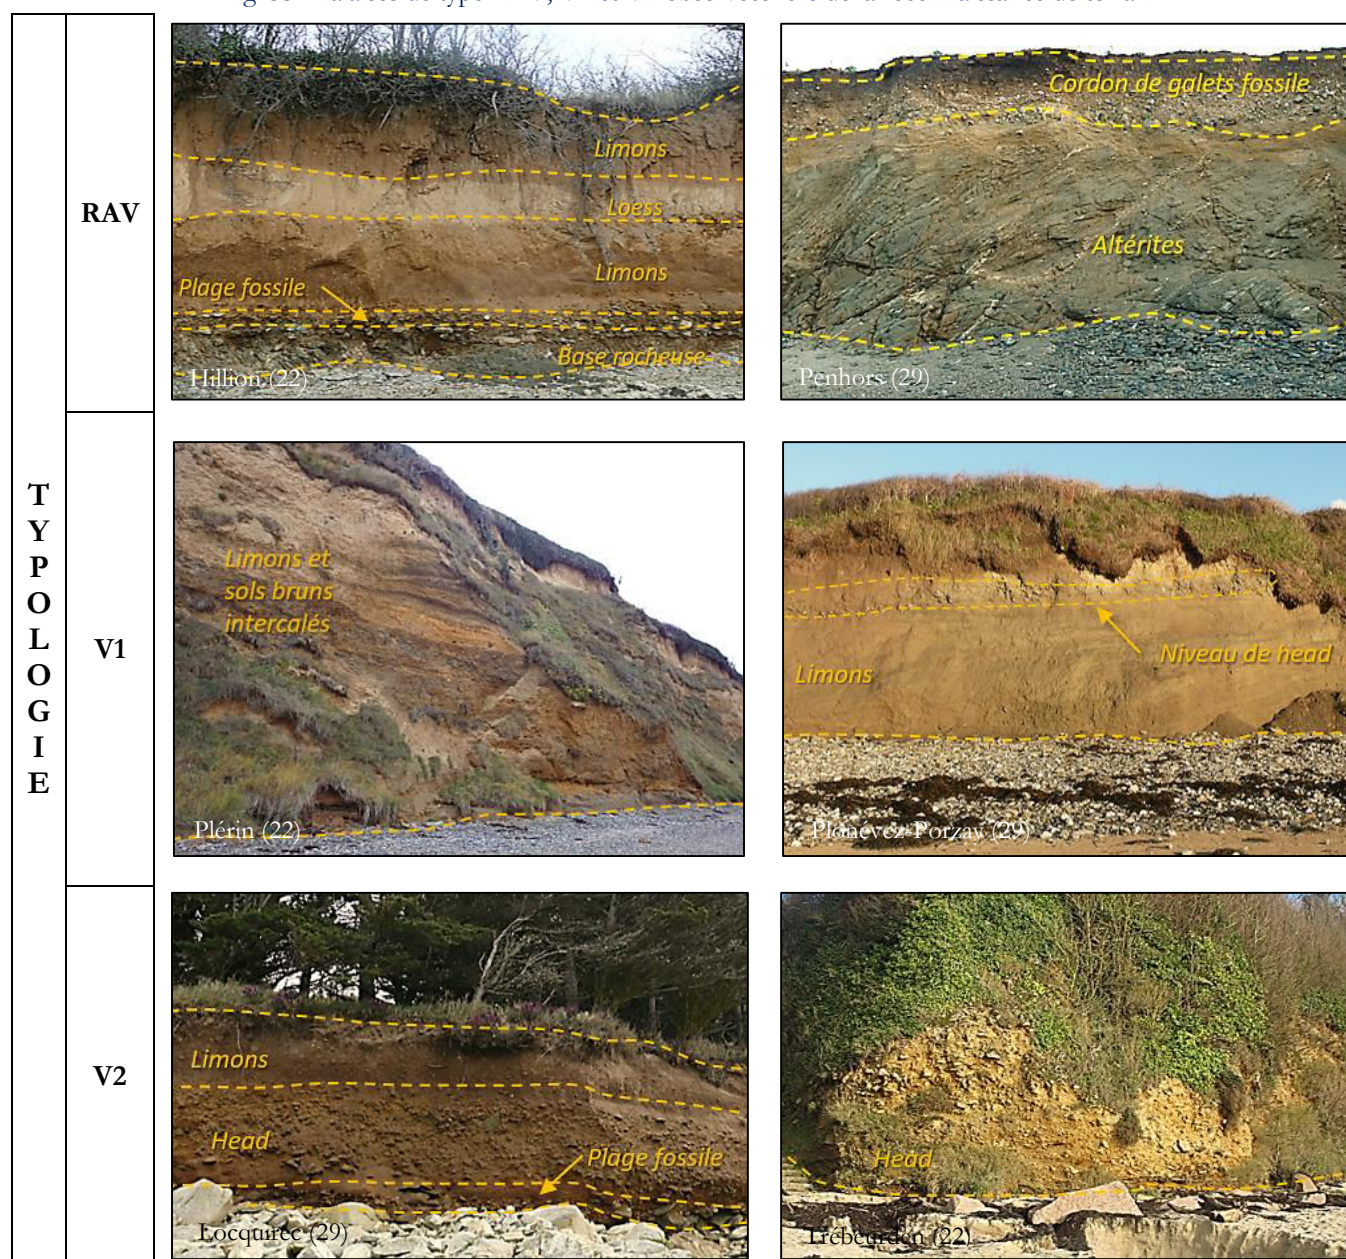 TYPOLOGIE
RAV
Limons
Loess
Limons
Plage fossile
Base rocheuse
Hillion (22)
Cordon de galets fossile
Altérites
Penhors (29)
V1
Limons et
sols bruns
intercalés
Plérin (22)
Niveau de head
Limons
Plonévez-Porzay (29)
V2
Limons
Head
Plage fossile
Locquirec (29)
Head
Trébeurden (22)